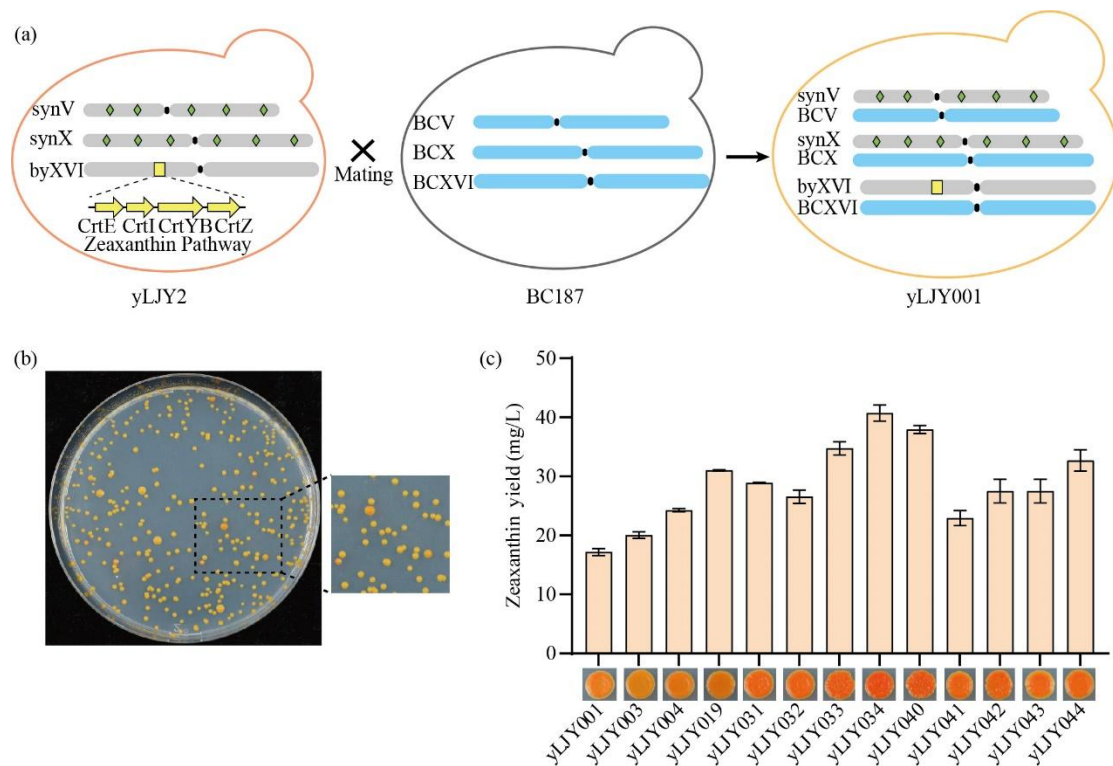 (a)
synV
synX
byXVI
CrtE CrtI CrtYB CrtZ
Zeaxanthin Pathway
yLJY2
Mating
BCV
BCX
BCXVI
BC187
synV
BCV
synX
BCX
byXVI
BCXVI
yLJY001
(b)
(c)
Zeaxanthin yield (mg/L)
50
40
30
20
10
0
yLJY001
yLJY003
yLJY004
yLJY019
yLJY031
yLJY032
yLJY033
yLJY034
yLJY040
yLJY041
yLJY042
yLJY043
yLJY044